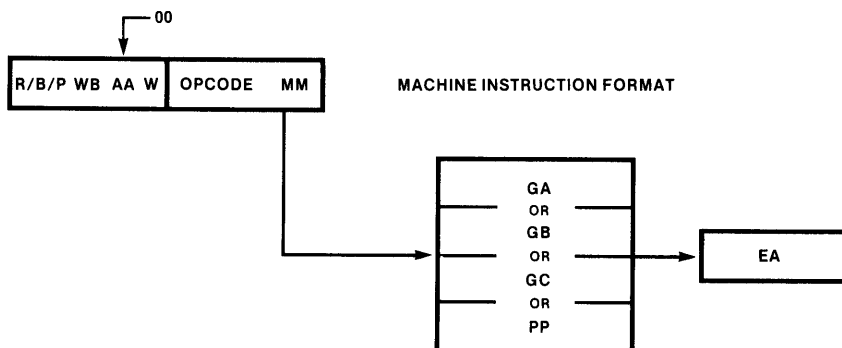 00
R/B/P WB AA W OPCODE MM
MACHINE INSTRUCTION FORMAT
GA
OR
GB
OR
GC
OR
PP
EA